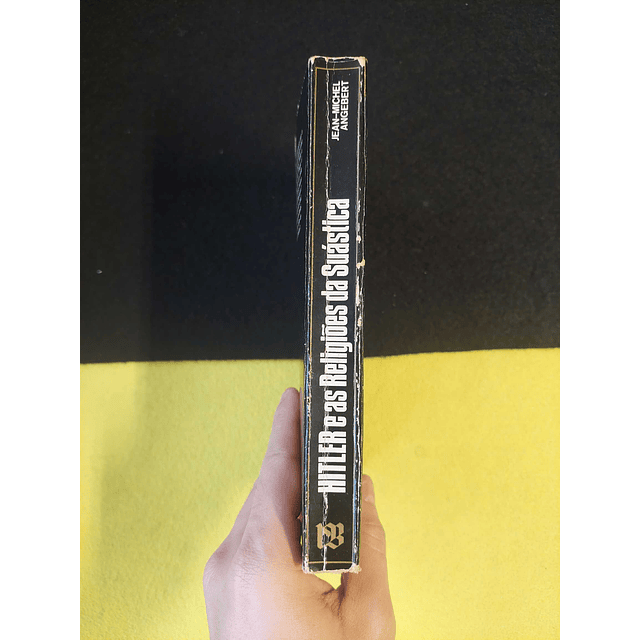 JEAN-MICHEL
ANGEBERT
HITLER e as Religiões da Suástica